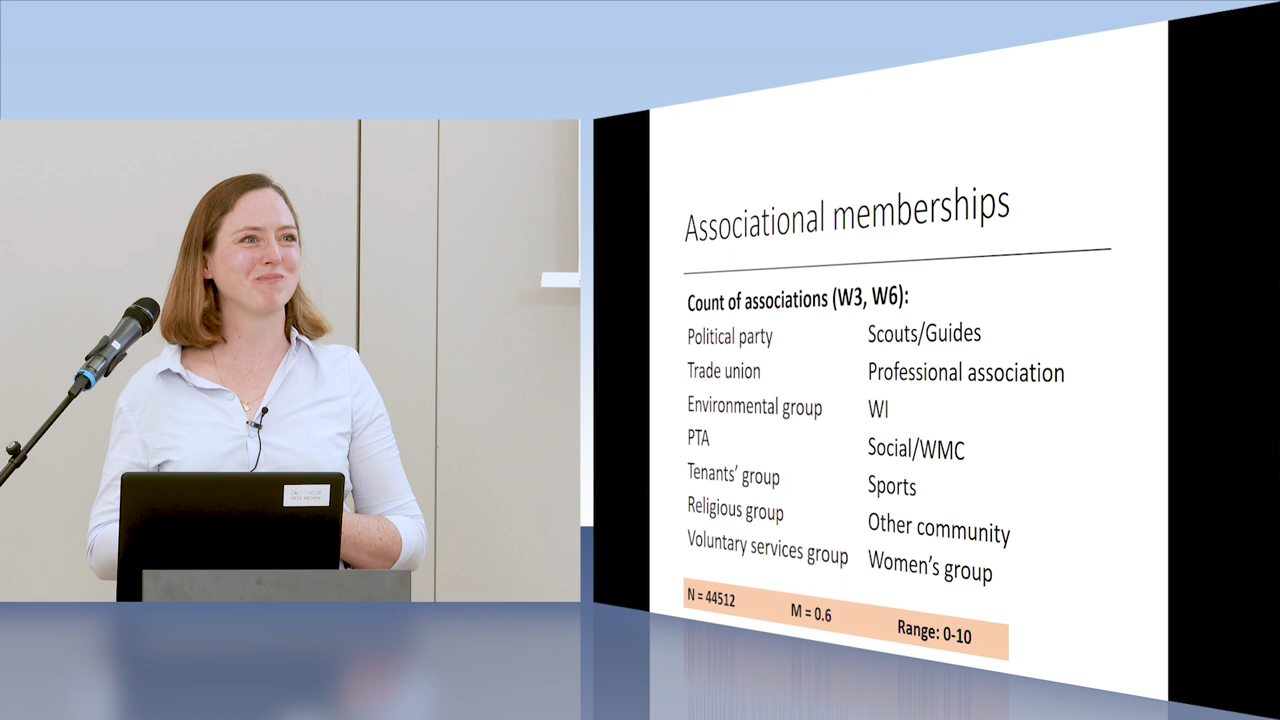 Associational memberships
Count of associations (W3, W6):
Political party
Trade union
Environmental group
PTA
Tenants' group
Religious group
Voluntary services group
Scouts/Guides
Professional association
WI
Social/WMC
Sports
Other community
Women's group
N = 44512
M = 0.6
Range: 0-10